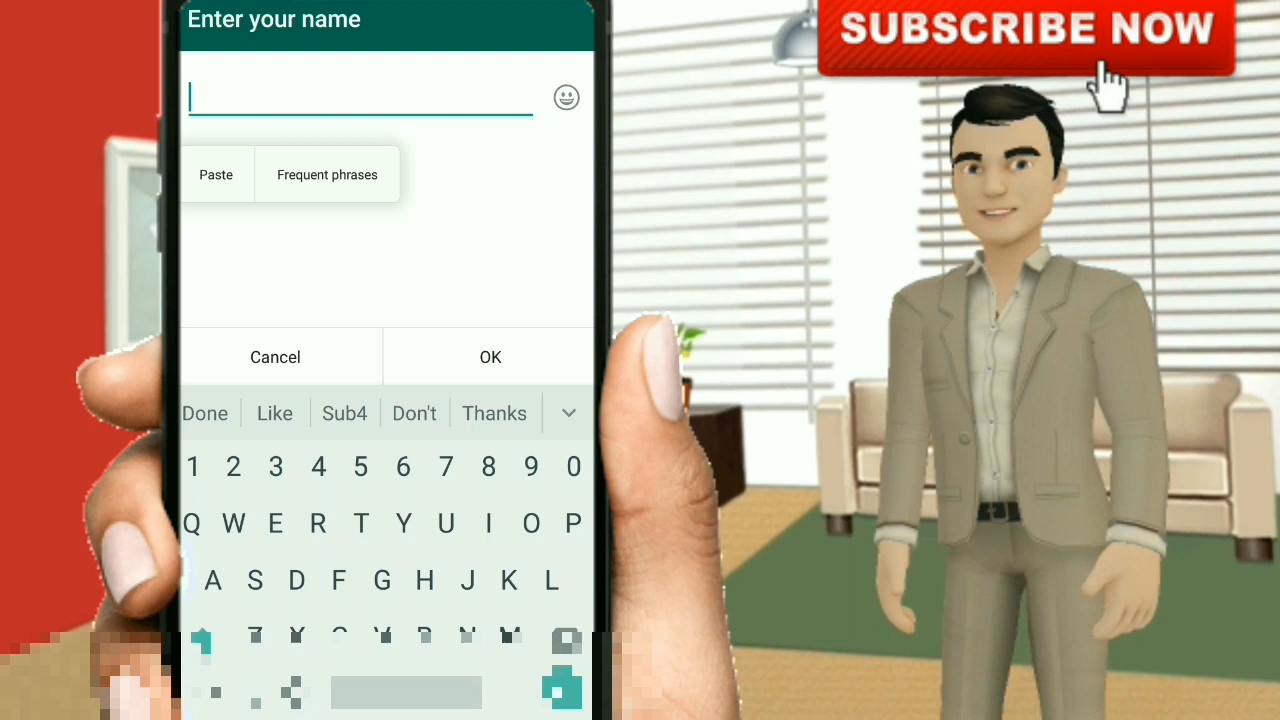 Enter your name
SUBSCRIBE NOW
Paste
Frequent phrases
Cancel
OK
Done
Like
Sub4
Don't
Thanks
1 2 3 4 5 6 7 8 9 0
Q W E R T Y U I O P
A S D F G H J K L